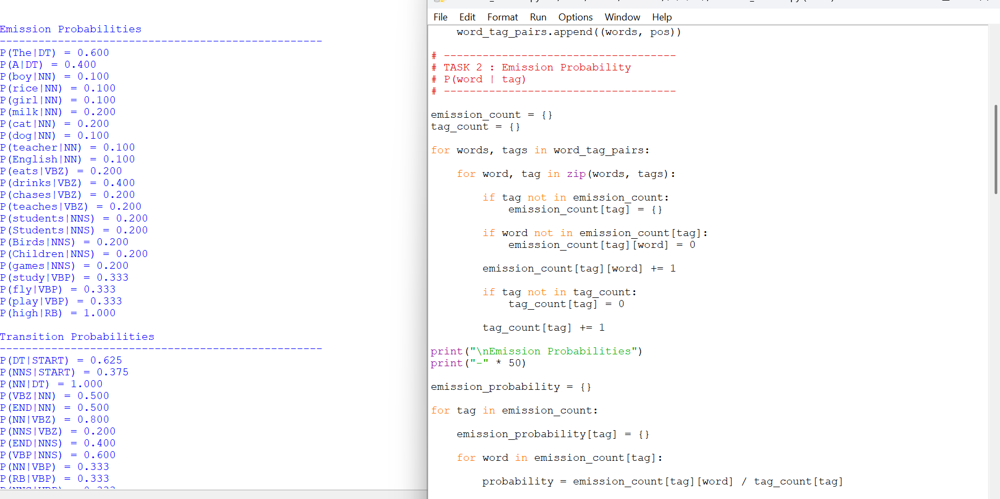 Emission Probabilities
--------------------------------------------------
P(The|DT) = 0.600
P(A|DT) = 0.400
P(boy|NN) = 0.100
P(rice|NN) = 0.100
P(girl|NN) = 0.100
P(milk|NN) = 0.200
P(cat|NN) = 0.200
P(dog|NN) = 0.100
P(teacher|NN) = 0.100
P(English|NN) = 0.100
P(eats|VBZ) = 0.200
P(drinks|VBZ) = 0.400
P(chases|VBZ) = 0.200
P(teaches|VBZ) = 0.200
P(students|NNS) = 0.200
P(Students|NNS) = 0.200
P(Birds|NNS) = 0.200
P(Children|NNS) = 0.200
P(games|NNS) = 0.200
P(study|VBP) = 0.333
P(fly|VBP) = 0.333
P(play|VBP) = 0.333
P(high|RB) = 1.000
Transition Probabilities
--------------------------------------------------
P(DT|START) = 0.625
P(NNS|START) = 0.375
P(NN|DT) = 1.000
P(VBZ|NN) = 0.500
P(END|NN) = 0.500
P(NN|VBZ) = 0.800
P(NNS|VBZ) = 0.200
P(END|NNS) = 0.400
P(VBP|NNS) = 0.600
P(NN|VBP) = 0.333
P(RB|VBP) = 0.333
File Edit Format Run Options Window Help
word_tag_pairs.append((words, pos))
# ------------------------------------
# TASK 2 : Emission Probability
# P(word | tag)
# ------------------------------------
emission_count = {}
tag_count = {}
for words, tags in word_tag_pairs:
for word, tag in zip(words, tags):
if tag not in emission_count:
emission_count[tag] = {}
if word not in emission_count[tag]:
emission_count[tag][word] = 0
emission_count[tag][word] += 1
if tag not in tag_count:
tag_count[tag] = 0
tag_count[tag] += 1
print("\nEmission Probabilities")
print("-" * 50)
emission_probability = {}
for tag in emission_count:
emission_probability[tag] = {}
for word in emission_count[tag]:
probability = emission_count[tag][word] / tag_count[tag]